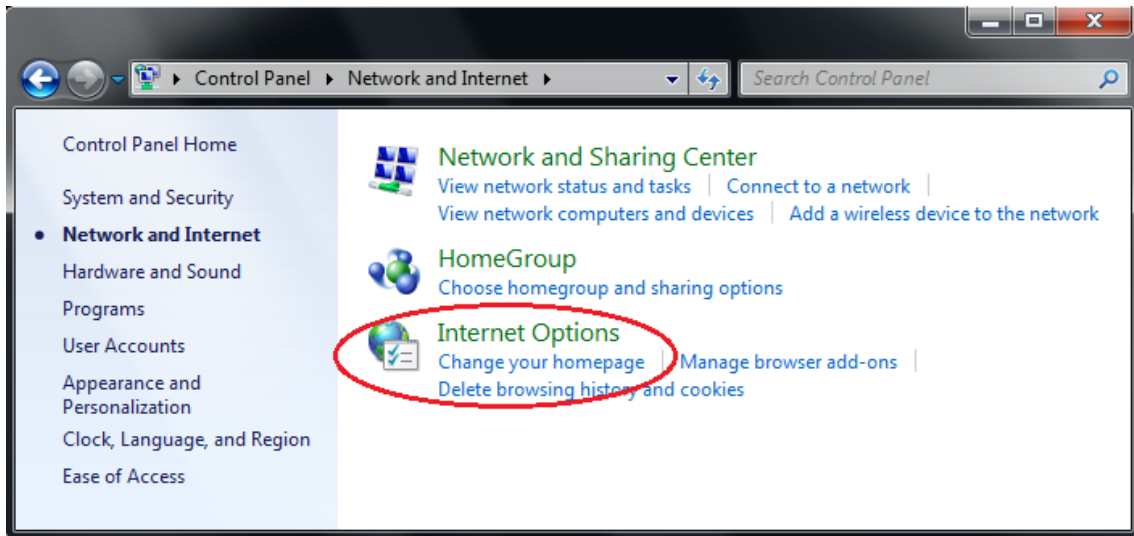 Control Panel Network and Internet Search Control Panel
Control Panel Home
System and Security
Network and Internet
Hardware and Sound
Programs
User Accounts
Appearance and
Personalization
Clock, Language, and Region
Ease of Access
Network and Sharing Center
View network status and tasks Connect to a network
View network computers and devices Add a wireless device to the network
HomeGroup
Choose homegroup and sharing options
Internet Options
Change your homepage Manage browser add-ons
Delete browsing history and cookies